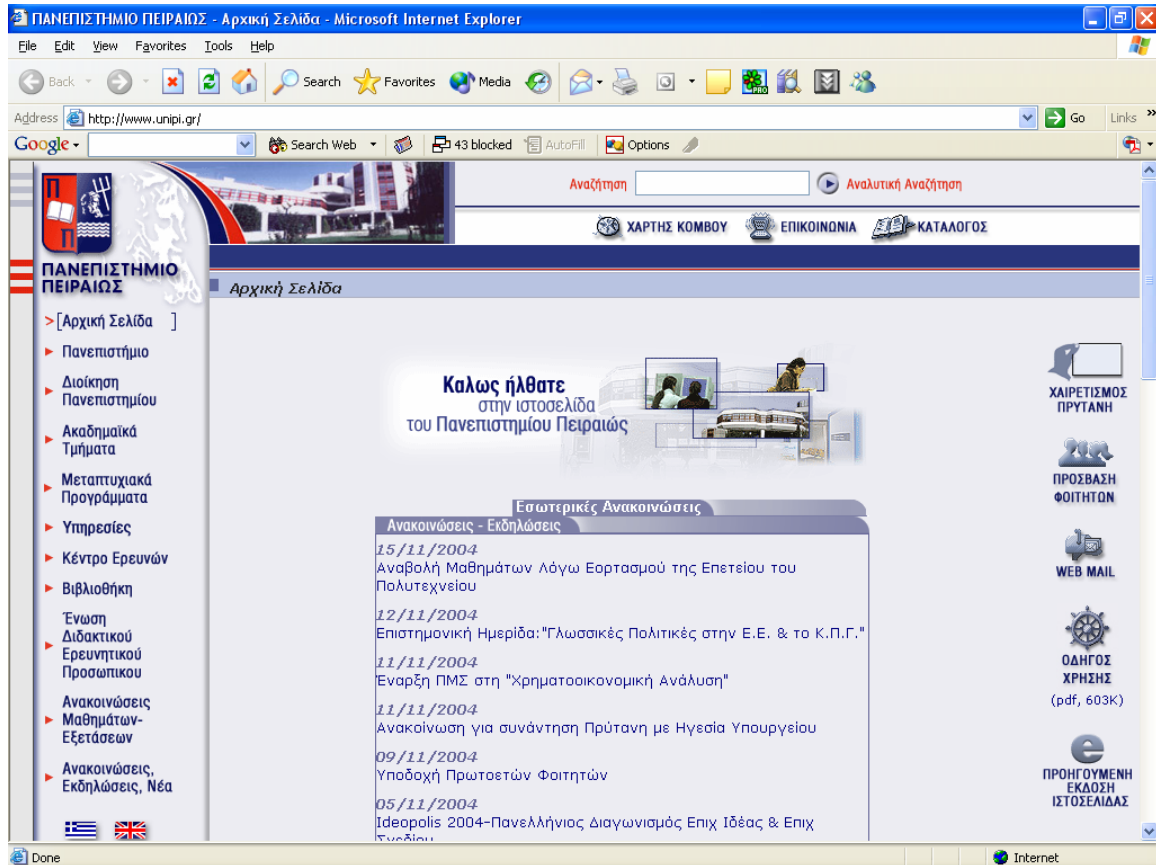 ΠΑΝΕΠΙΣΤΗΜΙΟ ΠΕΙΡΑΙΩΣ - Αρχική Σελίδα - Microsoft Internet Explorer
File Edit View Favorites Tools Help
Back Search Favorites Media PRO
Address http://www.unipi.gr/ Go Links »
Google Search Web 43 blocked AutoFill Options
Π
Π
Π
Αναζήτηση Αναλυτική Αναζήτηση
ΧΑΡΤΗΣ ΚΟΜΒΟΥ ΕΠΙΚΟΙΝΩΝΙΑ ΚΑΤΑΛΟΓΟΣ
ΠΑΝΕΠΙΣΤΗΜΙΟ
ΠΕΙΡΑΙΩΣ
Αρχική Σελίδα
>[Αρχική Σελίδα ]
Πανεπιστήμιο
Διοίκηση
Πανεπιστημίου
Ακαδημαϊκά
Τμήματα
Μεταπτυχιακά
Προγράμματα
Υπηρεσίες
Κέντρο Ερευνών
Βιβλιοθήκη
Ένωση
Διδακτικού
Ερευνητικού
Προσωπικου
Ανακοινώσεις
Μαθημάτων-
Εξετάσεων
Ανακοινώσεις,
Εκδηλώσεις, Νέα
Καλως ήλθατε
στην ιστοσελίδα
του Πανεπιστημίου Πειραιώς
Εσωτερικές Ανακοινώσεις
Ανακοινώσεις - Εκδηλώσεις
15/11/2004
Αναβολή Μαθημάτων Λόγω Εορτασμού της Επετείου του
Πολυτεχνείου
12/11/2004
Επιστημονική Ημερίδα:"Γλωσσικές Πολιτικές στην Ε.Ε. & το Κ.Π.Γ."
11/11/2004
Έναρξη ΠΜΣ στη "Χρηματοοικονομική Ανάλυση"
11/11/2004
Ανακοίνωση για συνάντηση Πρύτανη με Ηγεσία Υπουργείου
09/11/2004
Υποδοχή Πρωτοετών Φοιτητών
05/11/2004
Ideopolis 2004-Πανελλήνιος Διαγωνισμός Επιχ Ιδέας & Επιχ
Σχεδίου
ΧΑΙΡΕΤΙΣΜΟΣ
ΠΡΥΤΑΝΗ
ΠΡΟΣΒΑΣΗ
ΦΟΙΤΗΤΩΝ
WEB MAIL
ΟΔΗΓΟΣ
ΧΡΗΣΗΣ
(pdf, 603K)
ΠΡΟΗΓΟΥΜΕΝΗ
ΕΚΔΟΣΗ
ΙΣΤΟΣΕΛΙΔΑΣ
Done Internet